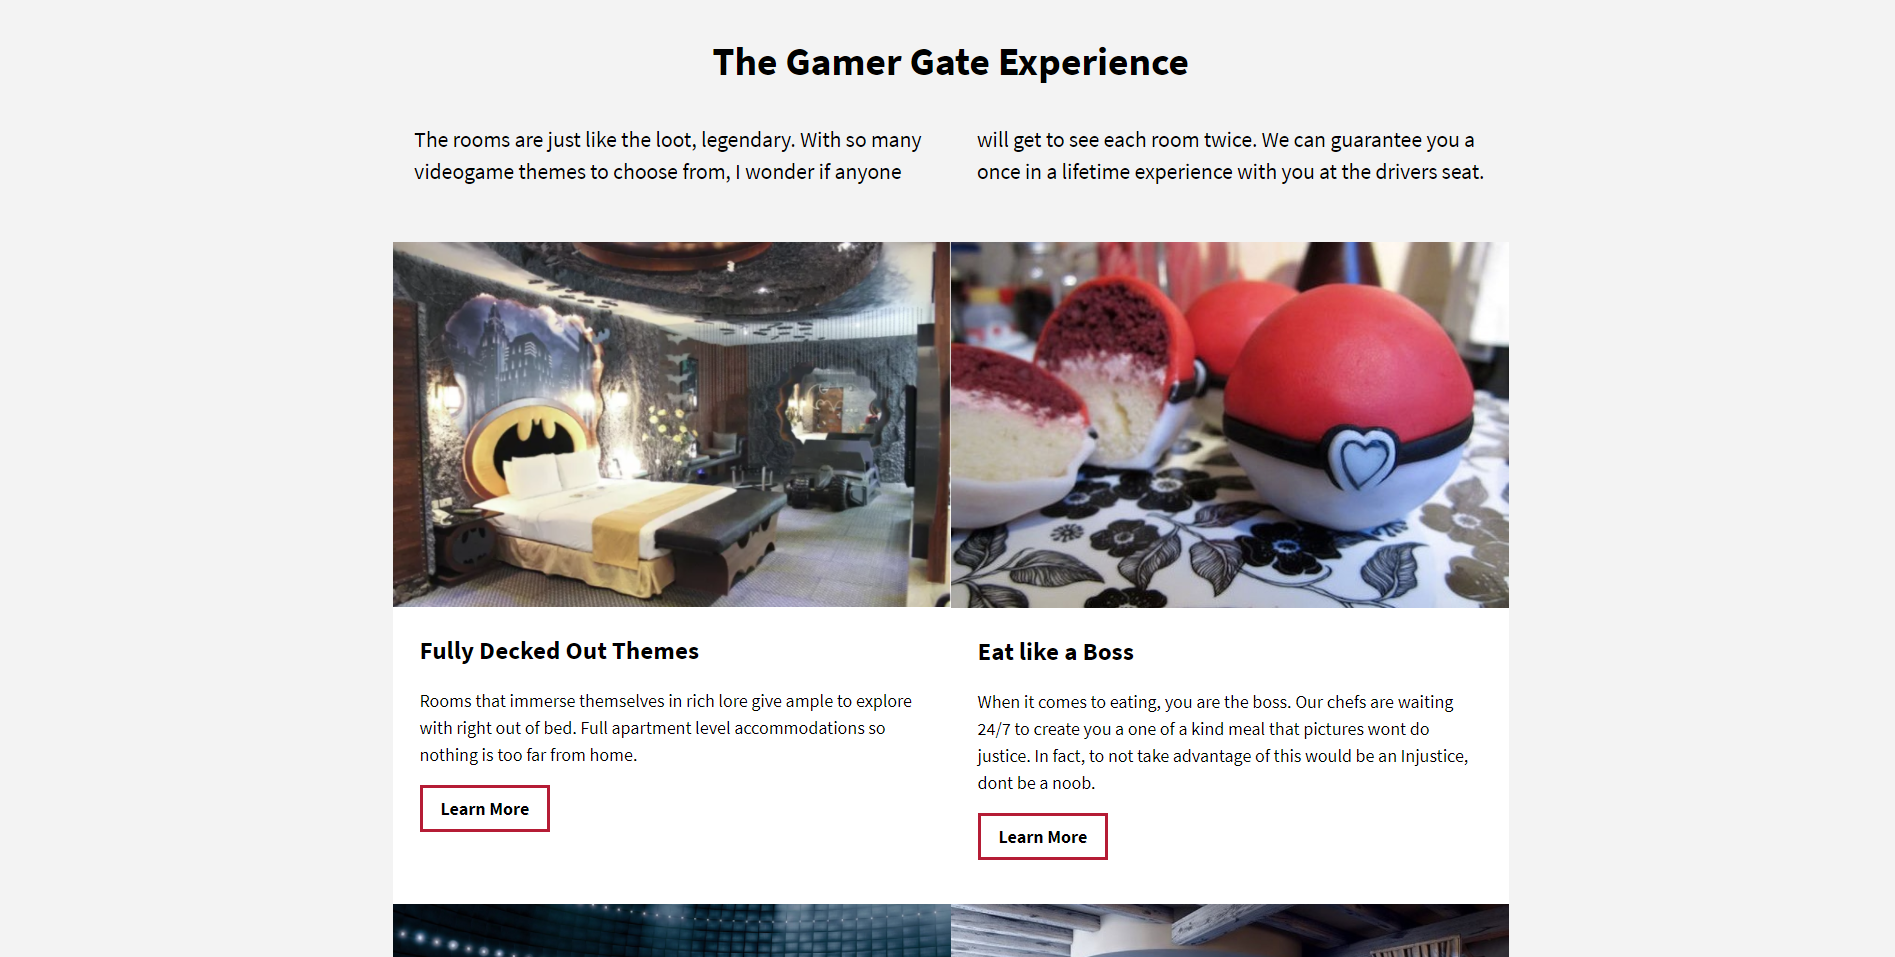 The Gamer Gate Experience
The rooms are just like the loot, legendary. With so many
videogame themes to choose from, I wonder if anyone
will get to see each room twice. We can guarantee you a
once in a lifetime experience with you at the drivers seat.
Fully Decked Out Themes
Rooms that immerse themselves in rich lore give ample to explore
with right out of bed. Full apartment level accommodations so
nothing is too far from home.
Learn More
Eat like a Boss
When it comes to eating, you are the boss. Our chefs are waiting
24/7 to create you a one of a kind meal that pictures wont do
justice. In fact, to not take advantage of this would be an Injustice,
dont be a noob.
Learn More